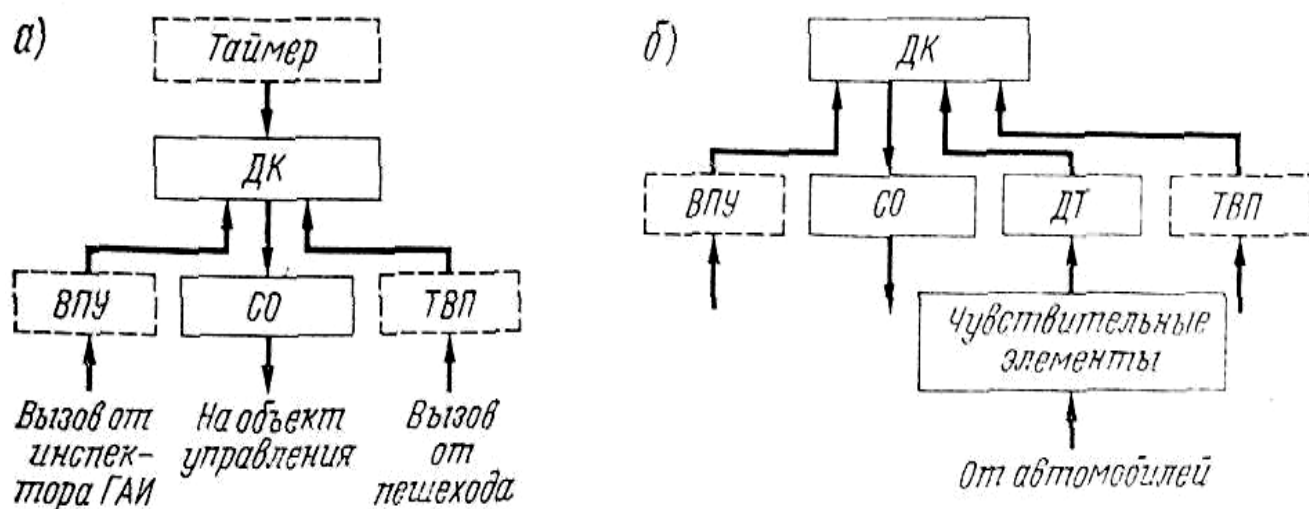 а)
Таймер
ДК
ВПУ
СО
ТВП
Вызов от
инспек-
тора ГАИ
На объект
управления
Вызов
от
пешехода
б)
ДК
ВПУ
СО
ДТ
ТВП
Чувствительные
элементы
От автомобилей